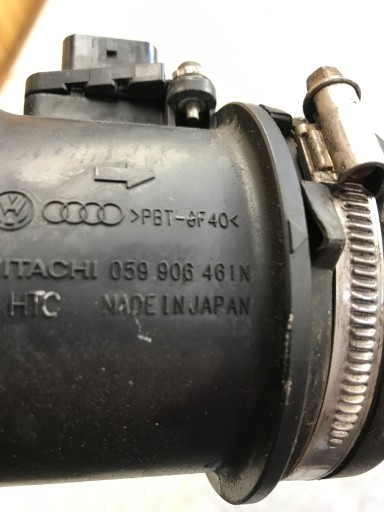 >PBT-GF40<
HITACHI 059 906 461N
HTC MADE IN JAPAN